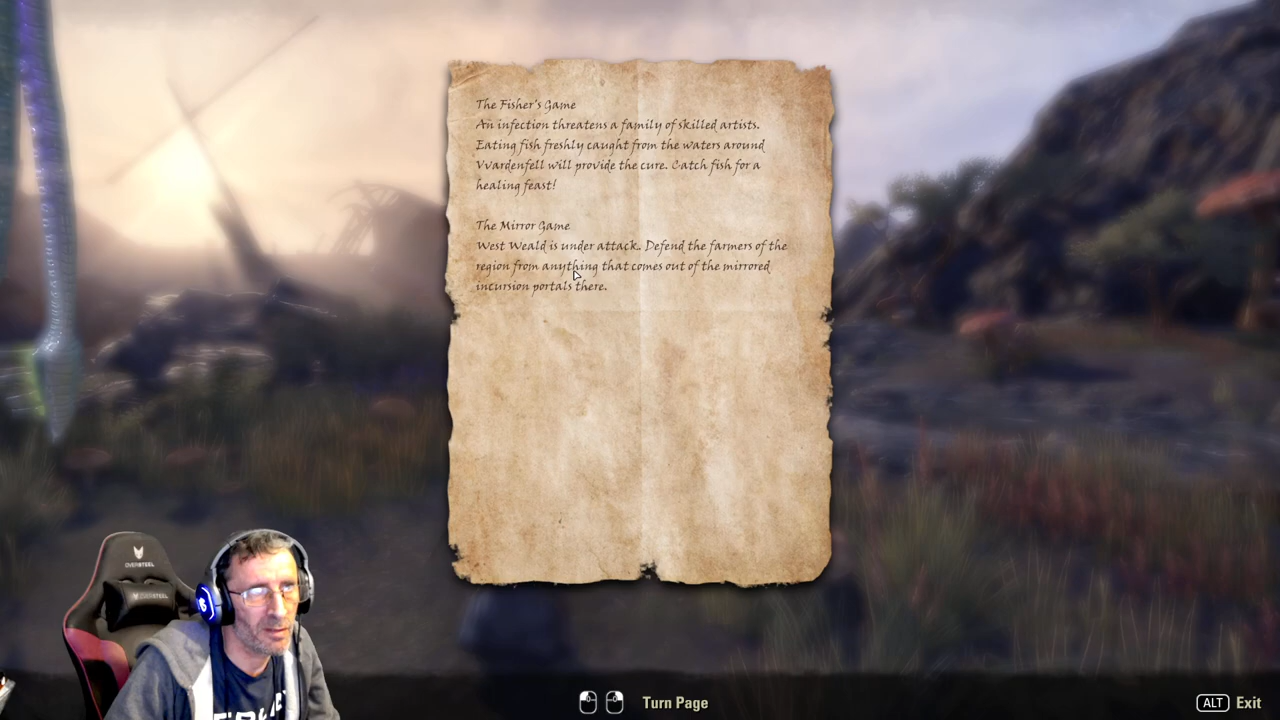 The Fisher's Game
An infection threatens a family of skilled artists.
Eating fish freshly caught from the waters around
Vvardenfell will provide the cure. Catch fish for a
healing feast!
The Mirror Game
West Weald is under attack. Defend the farmers of the
region from anything that comes out of the mirrored
incursion portals there.
OVERSTEEL
OVERSTEEL
Turn Page
ALT Exit